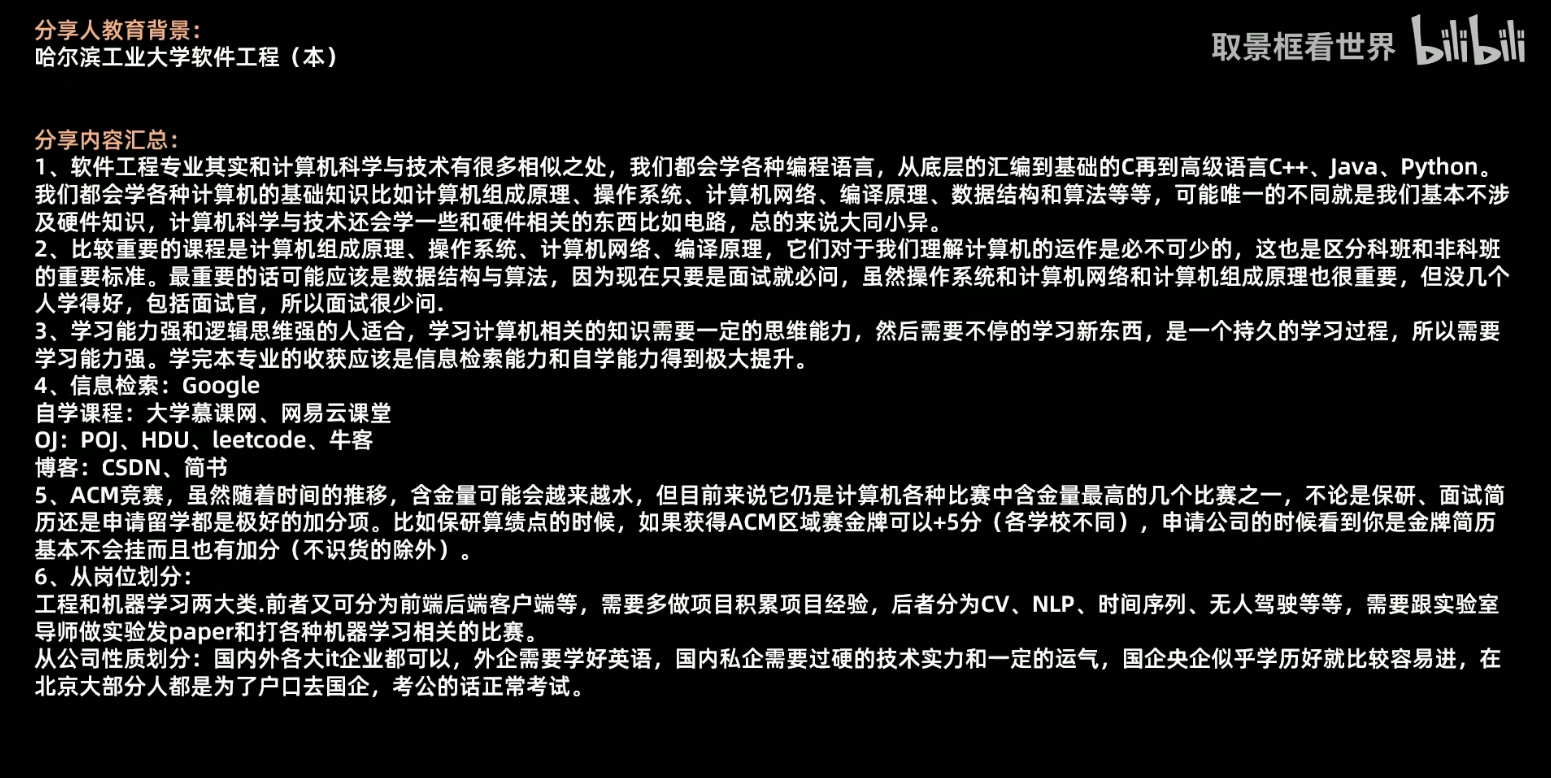 分享人教育背景：
哈尔滨工业大学软件工程（本）
取景框看世界 bilibili
分享内容汇总：
1、软件工程专业其实和计算机科学与技术有很多相似之处，我们都会学各种编程语言，从底层的汇编到基础的C再到高级语言C++、Java、Python。
我们都会学各种计算机的基础知识比如计算机组成原理、操作系统、计算机网络、编译原理、数据结构和算法等等，可能唯一的不同就是我们基本不涉
及硬件知识，计算机科学与技术还会学一些和硬件相关的东西比如电路，总的来说大同小异。
2、比较重要的课程是计算机组成原理、操作系统、计算机网络、编译原理，它们对于我们理解计算机的运作是必不可少的，这也是区分科班和非科班
的重要标准。最重要的话可能应该是数据结构与算法，因为现在只要是面试就必问，虽然操作系统和计算机网络和计算机组成原理也很重要，但没几个
人学得好，包括面试官，所以面试很少问.
3、学习能力强和逻辑思维强的人适合，学习计算机相关的知识需要一定的思维能力，然后需要不停的学习新东西，是一个持久的学习过程，所以需要
学习能力强。学完本专业的收获应该是信息检索能力和自学能力得到极大提升。
4、信息检索：Google
自学课程：大学慕课网、网易云课堂
OJ：POJ、HDU、leetcode、牛客
博客：CSDN、简书
5、ACM竞赛，虽然随着时间的推移，含金量可能会越来越水，但目前来说它仍是计算机各种比赛中含金量最高的几个比赛之一，不论是保研、面试简
历还是申请留学都是极好的加分项。比如保研算绩点的时候，如果获得ACM区域赛金牌可以+5分（各学校不同），申请公司的时候看到你是金牌简历
基本不会挂而且也有加分（不识货的除外）。
6、从岗位划分：
工程和机器学习两大类.前者又可分为前端后端客户端等，需要多做项目积累项目经验，后者分为CV、NLP、时间序列、无人驾驶等等，需要跟实验室
导师做实验发paper和打各种机器学习相关的比赛。
从公司性质划分：国内外各大it企业都可以，外企需要学好英语，国内私企需要过硬的技术实力和一定的运气，国企央企似乎学历好就比较容易进，在
北京大部分人都是为了户口去国企，考公的话正常考试。